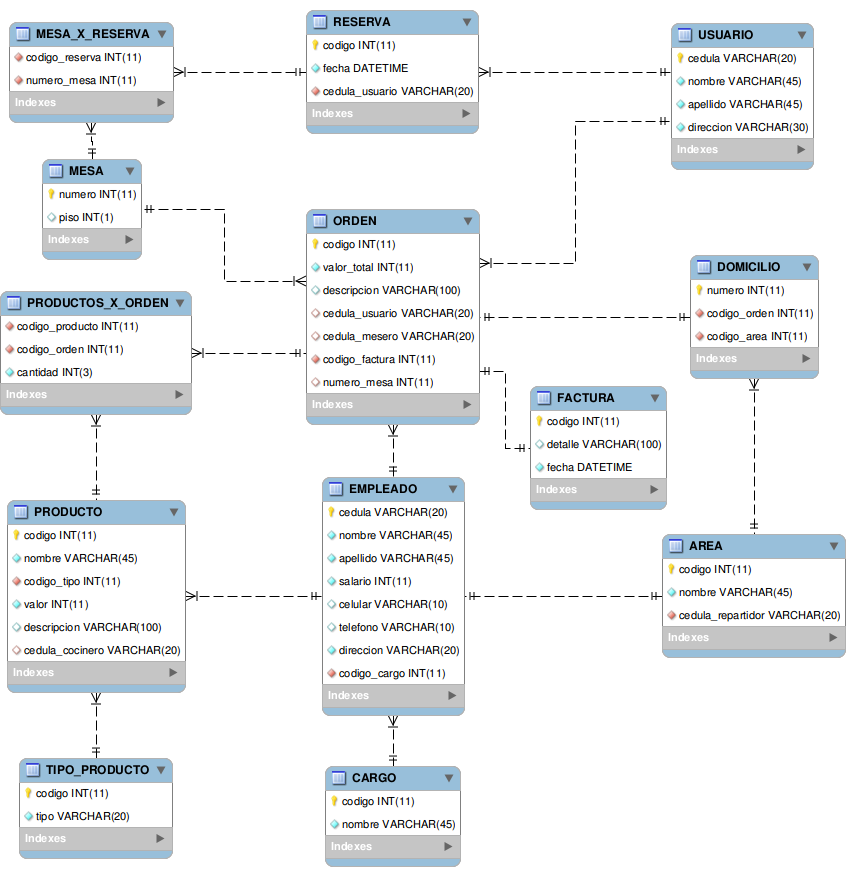 MESA_X_RESERVA
codigo_reserva INT(11)
numero_mesa INT(11)
Indexes
RESERVA
codigo INT(11)
fecha DATETIME
cedula_usuario VARCHAR(20)
Indexes
USUARIO
cedula VARCHAR(20)
nombre VARCHAR(45)
apellido VARCHAR(45)
direccion VARCHAR(30)
Indexes
MESA
numero INT(11)
piso INT(1)
Indexes
ORDEN
codigo INT(11)
valor_total INT(11)
descripcion VARCHAR(100)
cedula_usuario VARCHAR(20)
cedula_mesero VARCHAR(20)
codigo_factura INT(11)
numero_mesa INT(11)
Indexes
DOMICILIO
numero INT(11)
codigo_orden INT(11)
codigo_area INT(11)
Indexes
PRODUCTOS_X_ORDEN
codigo_producto INT(11)
codigo_orden INT(11)
cantidad INT(3)
Indexes
FACTURA
codigo INT(11)
detalle VARCHAR(100)
fecha DATETIME
Indexes
PRODUCTO
codigo INT(11)
nombre VARCHAR(45)
codigo_tipo INT(11)
valor INT(11)
descripcion VARCHAR(100)
cedula_cocinero VARCHAR(20)
Indexes
EMPLEADO
cedula VARCHAR(20)
nombre VARCHAR(45)
apellido VARCHAR(45)
salario INT(11)
celular VARCHAR(10)
telefono VARCHAR(10)
direccion VARCHAR(20)
codigo_cargo INT(11)
Indexes
AREA
codigo INT(11)
nombre VARCHAR(45)
cedula_repartidor VARCHAR(20)
Indexes
TIPO_PRODUCTO
codigo INT(11)
tipo VARCHAR(20)
Indexes
CARGO
codigo INT(11)
nombre VARCHAR(45)
Indexes